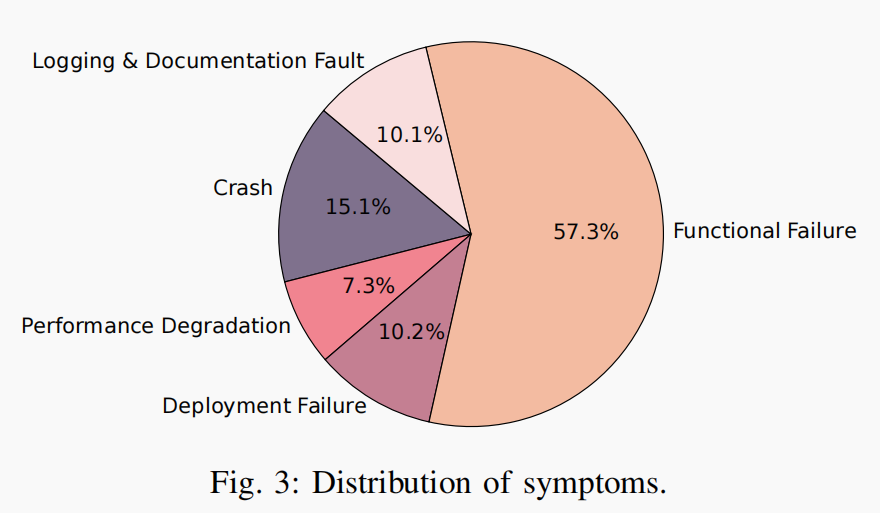 Logging & Documentation Fault
10.1%
Crash
15.1%
57.3%
Functional Failure
7.3%
Performance Degradation
10.2%
Deployment Failure
Fig. 3: Distribution of symptoms.